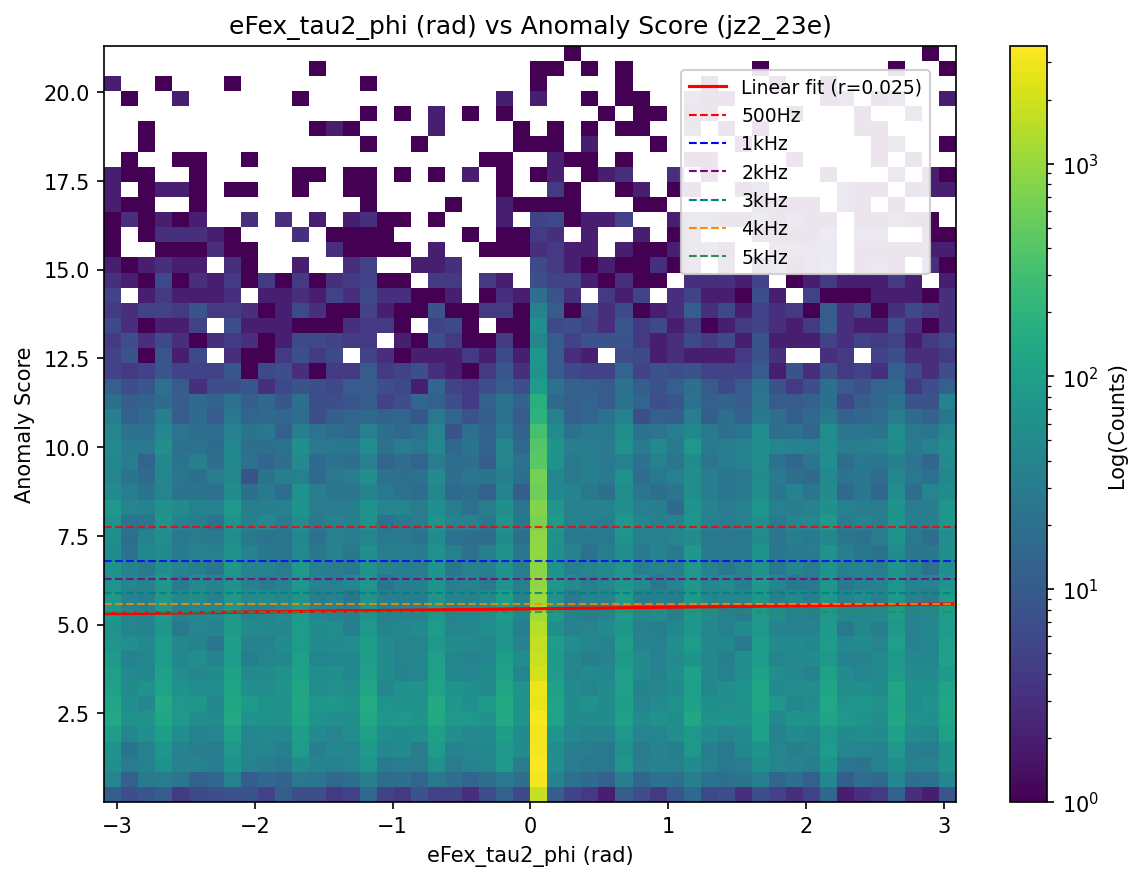 eFex_tau2_phi (rad) vs Anomaly Score (jz2_23e)
Linear fit (r=0.025)
500Hz
1kHz
2kHz
3kHz
4kHz
5kHz
20.0
17.5
15.0
12.5
10.0
7.5
5.0
2.5
Anomaly Score
−3
−2
−1
0
1
2
3
eFex_tau2_phi (rad)
10³
10²
10¹
10⁰
Log(Counts)